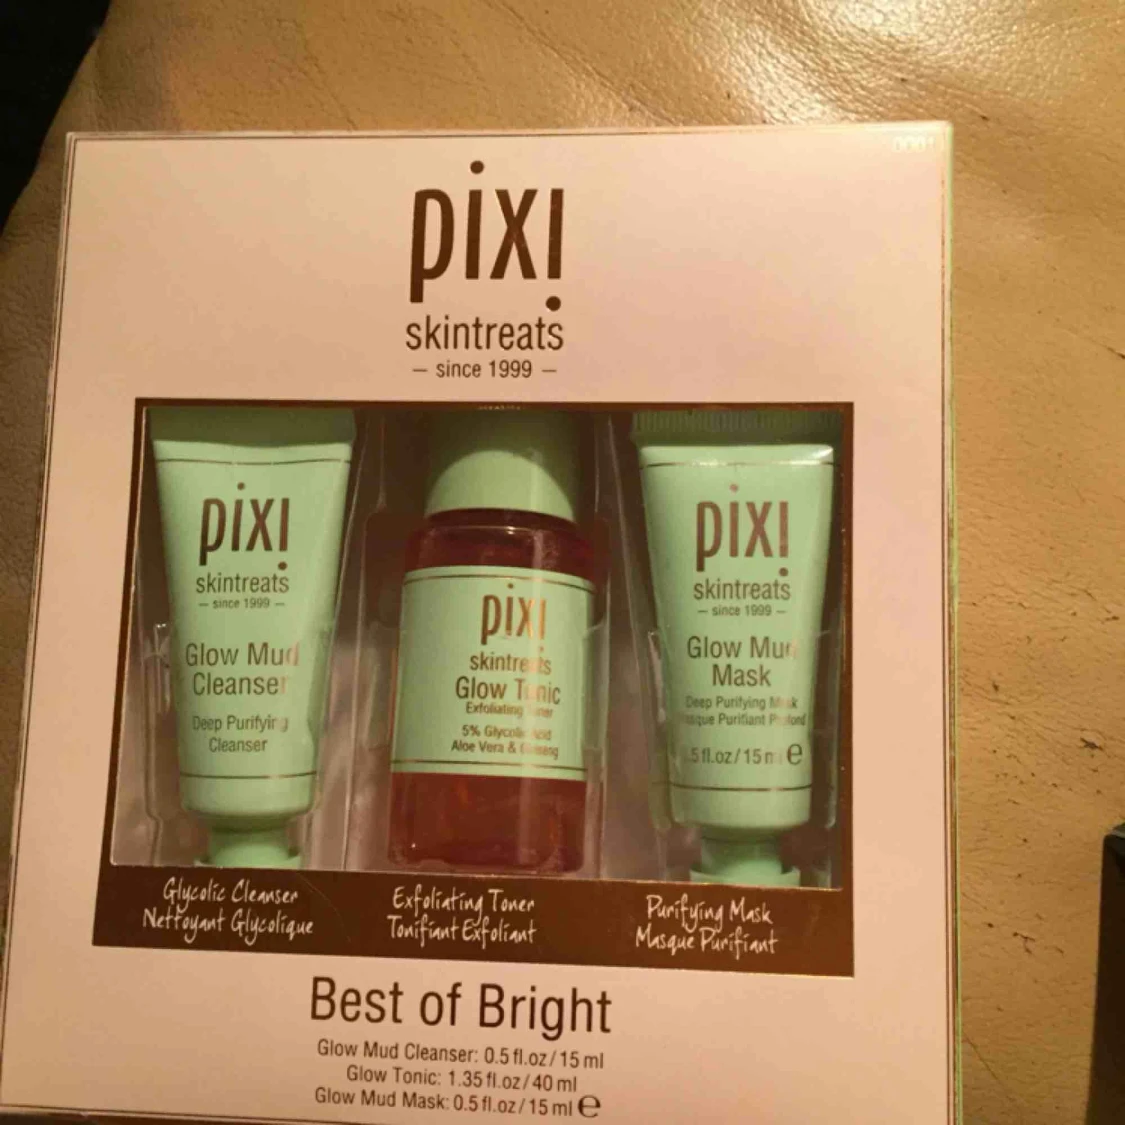 pixi
skintreats
– since 1999 –
pixi
skintreats
– since 1999 –
Glow Mud
Cleanser
Deep Purifying
Cleanser
pixi
skintreats
Glow Tonic
Exfoliating Toner
5% Glycolic Acid
Aloe Vera & Ginseng
pixi
skintreats
– since 1999 –
Glow Mud
Mask
Deep Purifying Mask
Masque Purifiant Profond
.5 fl.oz/15 ml e
Glycolic Cleanser
Nettoyant Glycolique
Exfoliating Toner
Tonifiant Exfoliant
Purifying Mask
Masque Purifiant
Best of Bright
Glow Mud Cleanser: 0.5 fl.oz/15 ml
Glow Tonic: 1.35 fl.oz/40 ml
Glow Mud Mask: 0.5 fl.oz/15 ml e